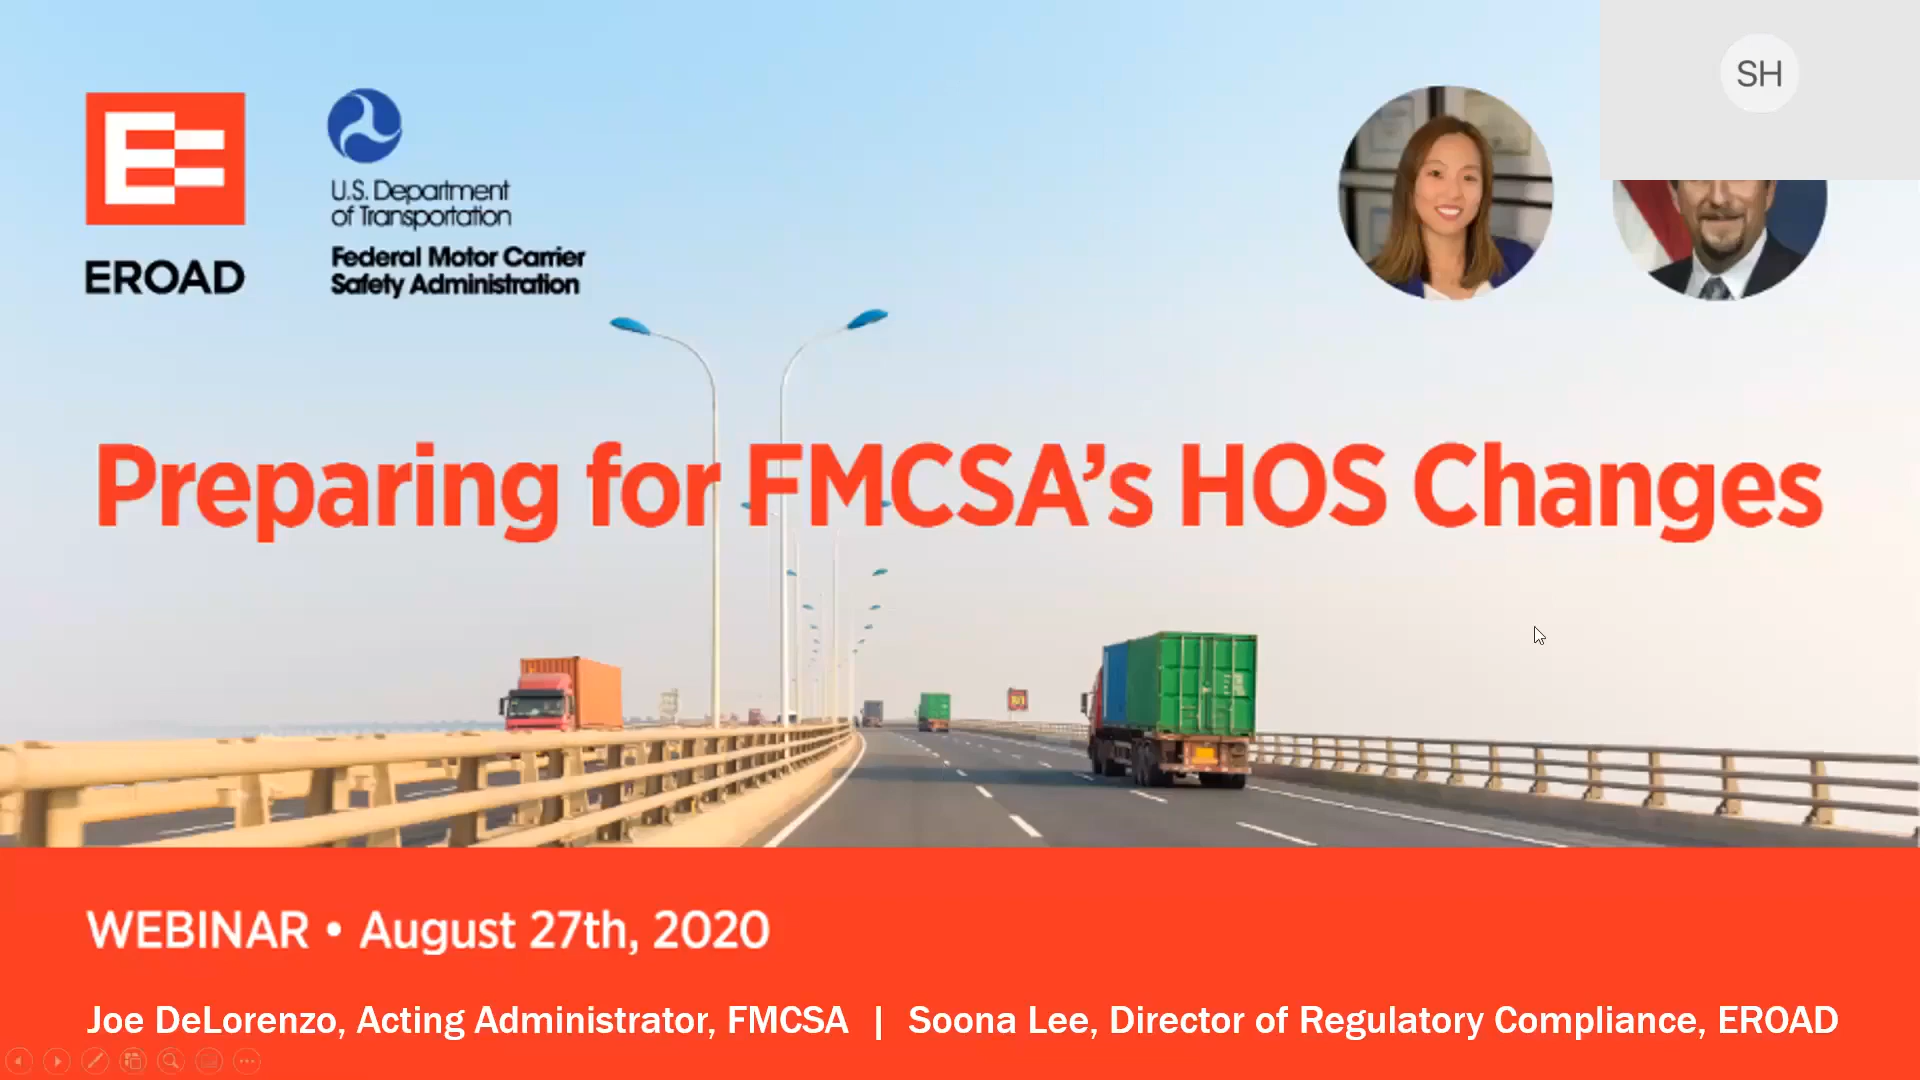 SH
EROAD
U.S. Department
of Transportation
Federal Motor Carrier
Safety Administration
Preparing for FMCSA’s HOS Changes
WEBINAR • August 27th, 2020
Joe DeLorenzo, Acting Administrator, FMCSA | Soona Lee, Director of Regulatory Compliance, EROAD